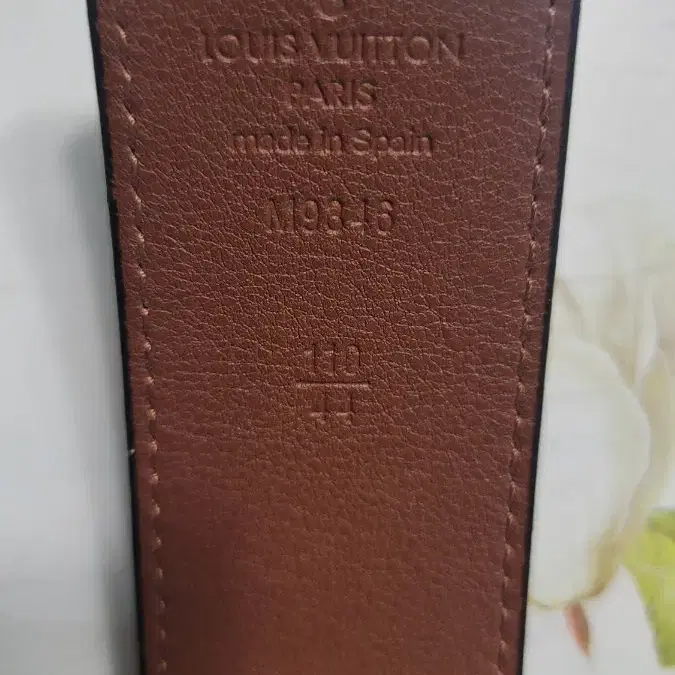 LOUIS VUITTON
PARIS
made in Spain
M9846
110
44